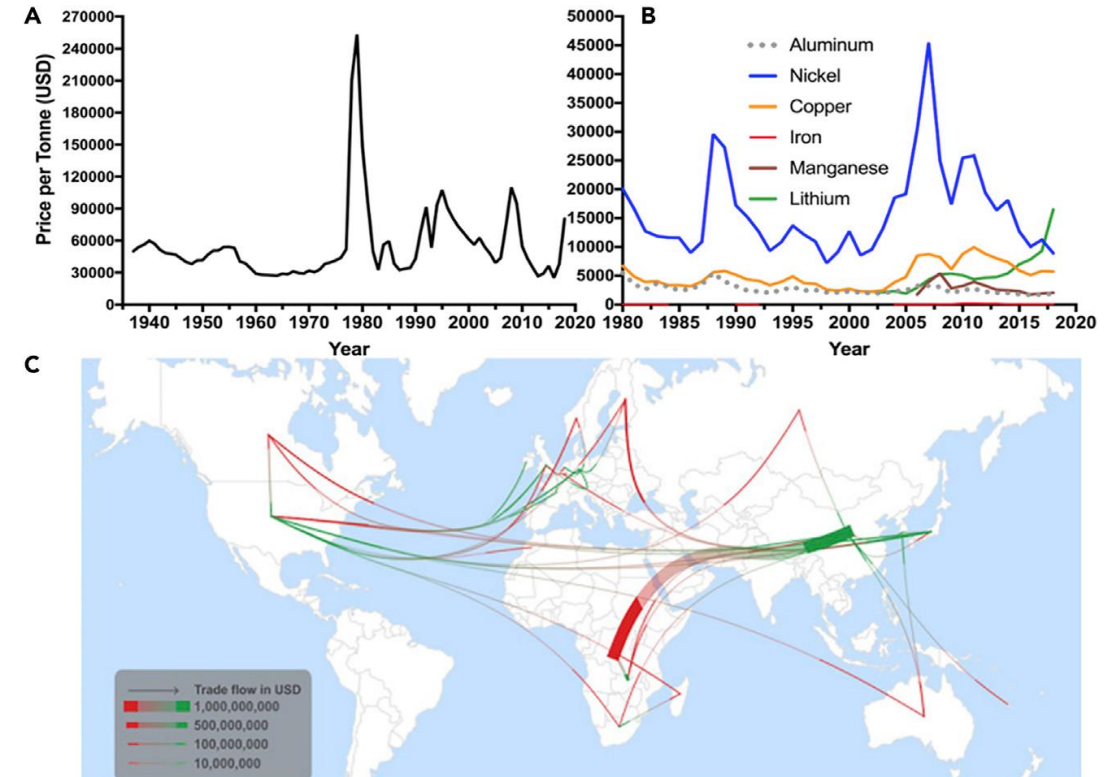 A
Price per Tonne (USD)
270000
240000
210000
180000
150000
120000
90000
60000
30000
0
1940 1950 1960 1970 1980 1990 2000 2010 2020
Year
B
50000
45000
40000
35000
30000
25000
20000
15000
10000
5000
0
Aluminum
Nickel
Copper
Iron
Manganese
Lithium
1980 1985 1990 1995 2000 2005 2010 2015 2020
Year
C
Trade flow in USD
1,000,000,000
500,000,000
100,000,000
10,000,000